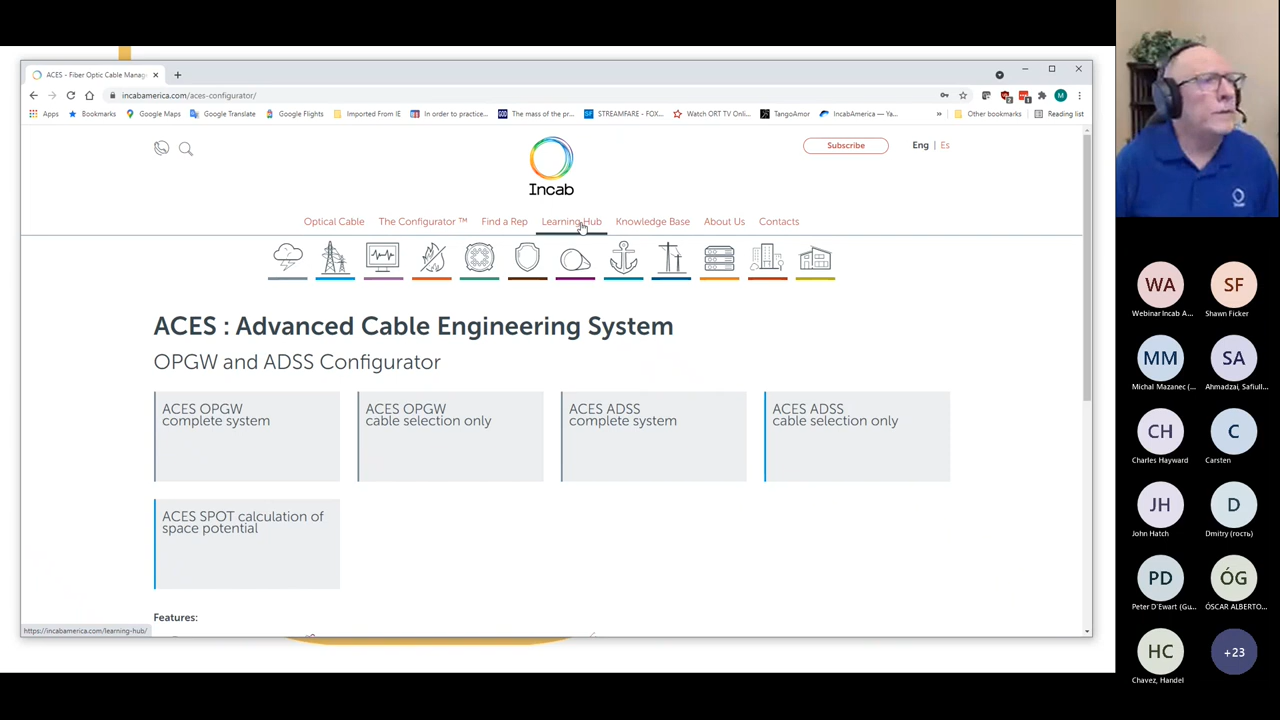 ACES - Fiber Optic Cable Manag
incabamerica.com/aces-configurator/
M
Apps Bookmarks Google Maps Google Translate Google Flights Imported From IE In order to practice... The mass of the pr... STREAMFARE - FOX... Watch ORT TV Onli... TangoAmor IncabAmerica — Ya... » Other bookmarks Reading list
Subscribe
Eng | Es
Incab
Optical Cable The Configurator ™ Find a Rep Learning Hub Knowledge Base About Us Contacts
ACES : Advanced Cable Engineering System
OPGW and ADSS Configurator
ACES OPGW
complete system
ACES OPGW
cable selection only
ACES ADSS
complete system
ACES ADSS
cable selection only
ACES SPOT calculation of
space potential
Features:
https://incabamerica.com/learning-hub/
WA SF
Webinar Incab A... Shawn Ficker
MM SA
Michal Mazanec (... Ahmadzai, Safiull...
CH C
Charles Hayward Carsten
JH D
John Hatch Dmitry (гость)
PD ÓG
Peter D'Ewart (Gu... ÓSCAR ALBERTO...
HC +23
Chavez, Handel